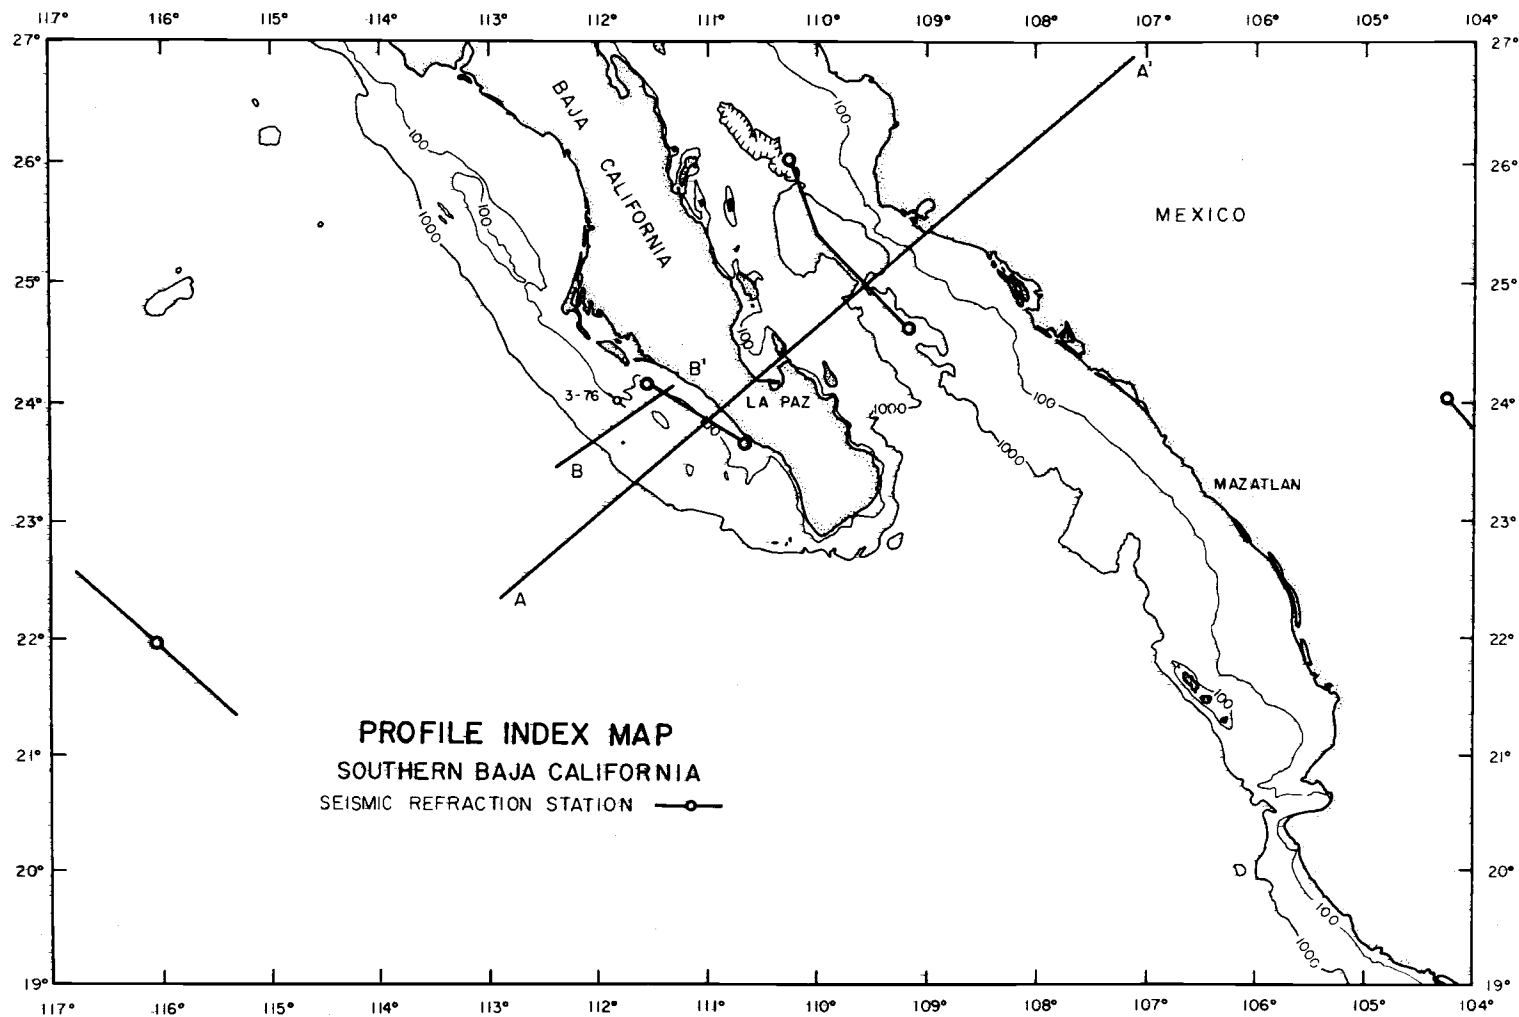 117° 116° 115° 114° 113° 112° 111° 110° 109° 108° 107° 106° 105° 104°
27° 27°
A'
BAJA
100
100
26° 26°
CALIFORNIA
100
MEXICO
1000
25° 25°
100
B'
3-76
LA PAZ
1000
100
24° 24°
B
1000
MAZATLAN
23° 23°
A
22° 22°
100
PROFILE INDEX MAP
21° 21°
SOUTHERN BAJA CALIFORNIA
SEISMIC REFRACTION STATION
20° 20°
100
1000
19° 19°
117° 116° 115° 114° 113° 112° 111° 110° 109° 108° 107° 106° 105° 104°